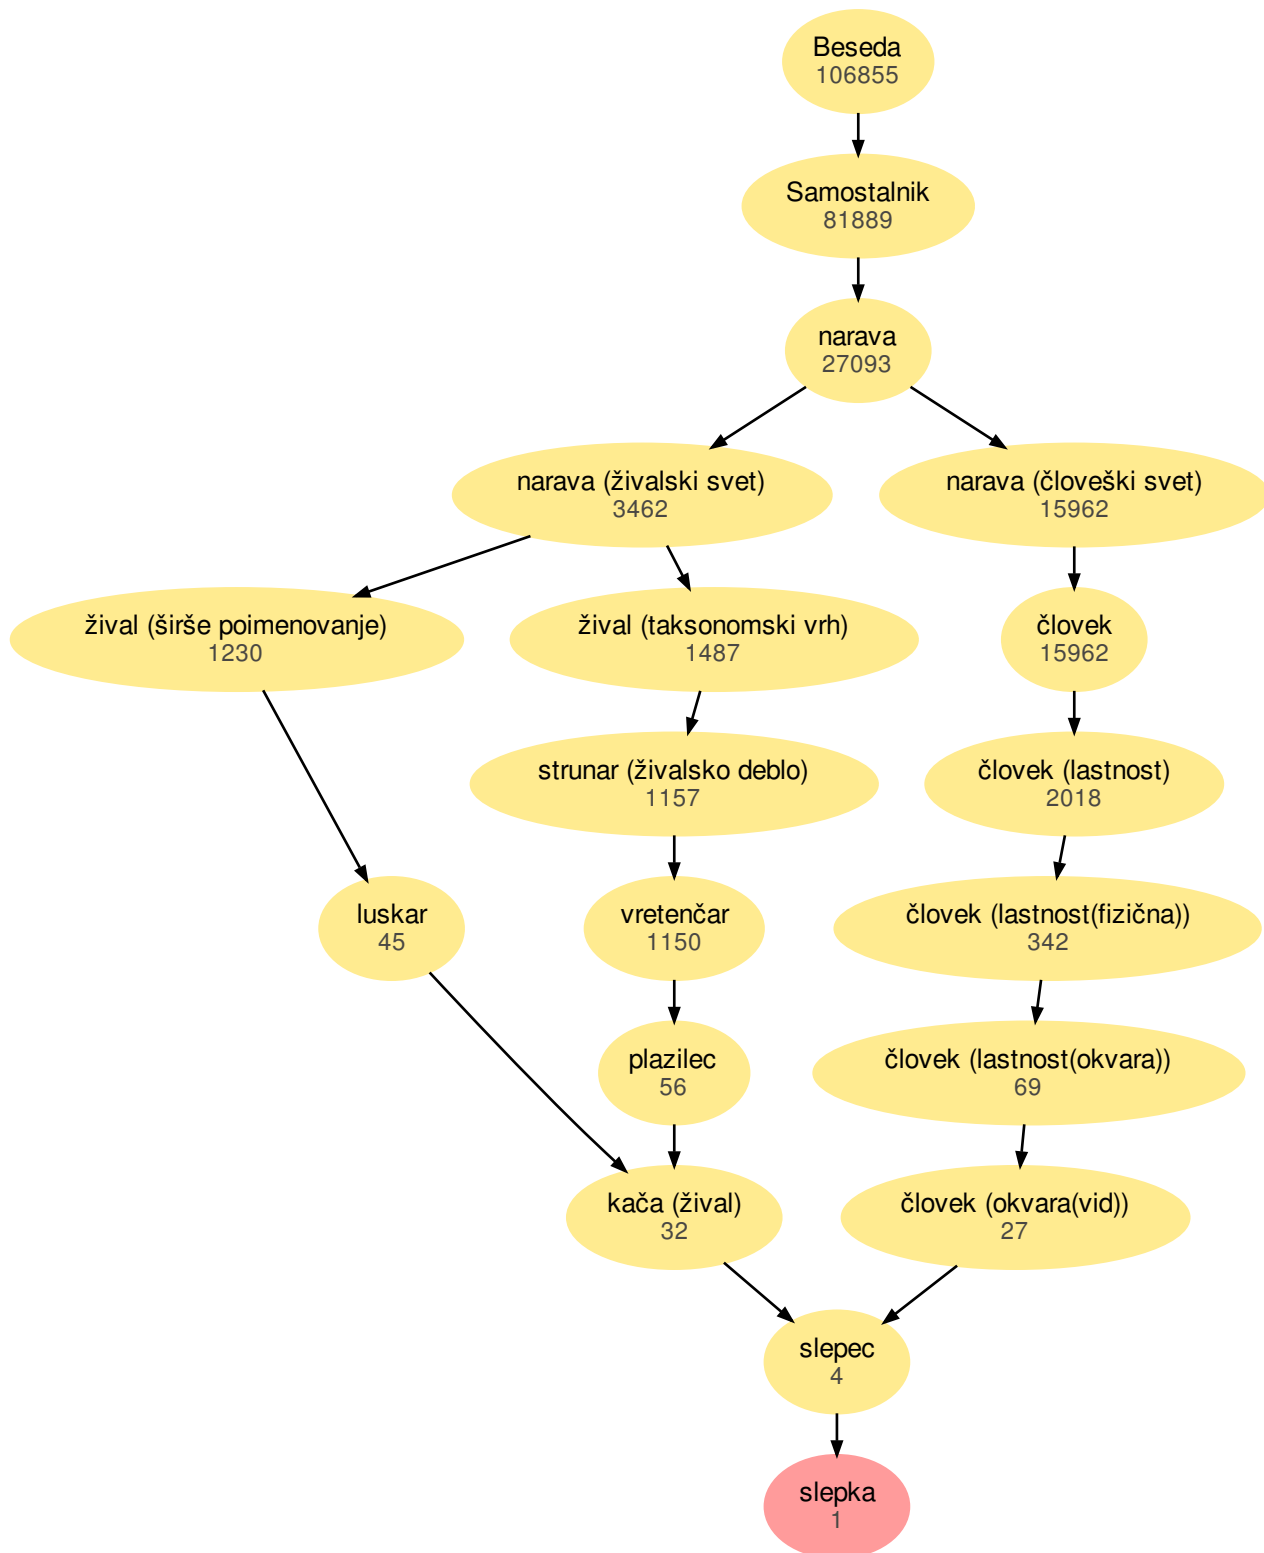 Beseda
106855
Samostalnik
81889
narava
27093
narava (živalski svet)
3462
narava (človeški svet)
15962
žival (širše poimenovanje)
1230
žival (taksonomski vrh)
1487
človek
15962
strunar (živalsko deblo)
1157
človek (lastnost)
2018
luskar
45
vretenčar
1150
človek (lastnost(fizična))
342
plazilec
56
človek (lastnost(okvara))
69
kača (žival)
32
človek (okvara(vid))
27
slepec
4
slepka
1